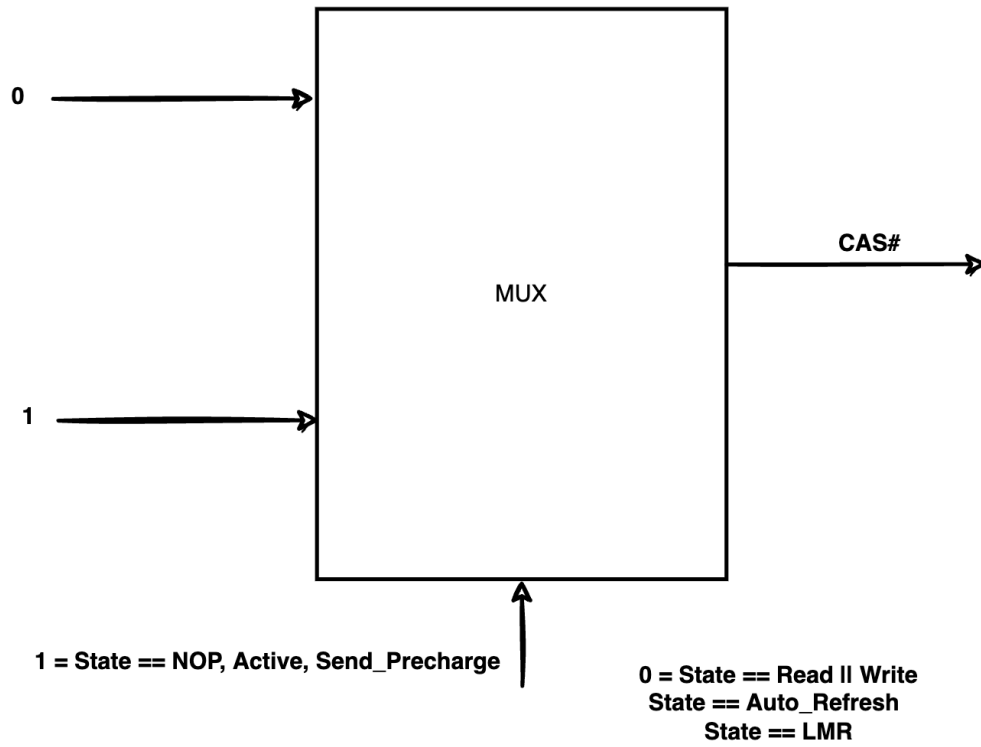 0
CAS#
MUX
1
1 = State == NOP, Active, Send_Precharge
0 = State == Read || Write
State == Auto_Refresh
State == LMR